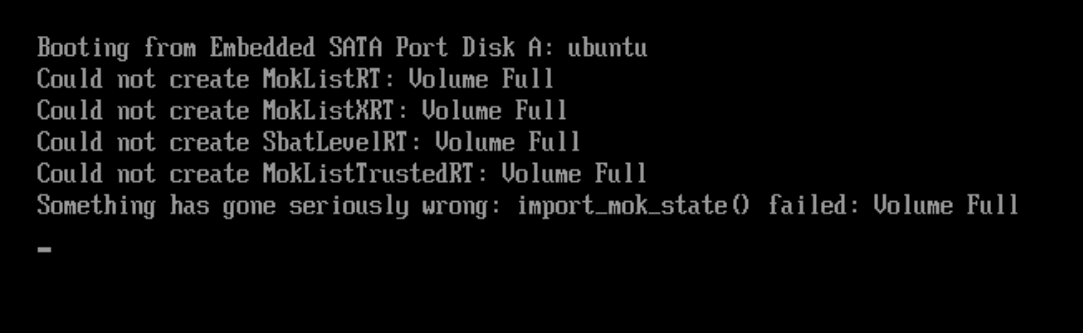 Booting from Embedded SATA Port Disk A: ubuntu
Could not create MokListRT: Volume Full
Could not create MokListXRT: Volume Full
Could not create SbatLevelRT: Volume Full
Could not create MokListTrustedRT: Volume Full
Something has gone seriously wrong: import_mok_state() failed: Volume Full